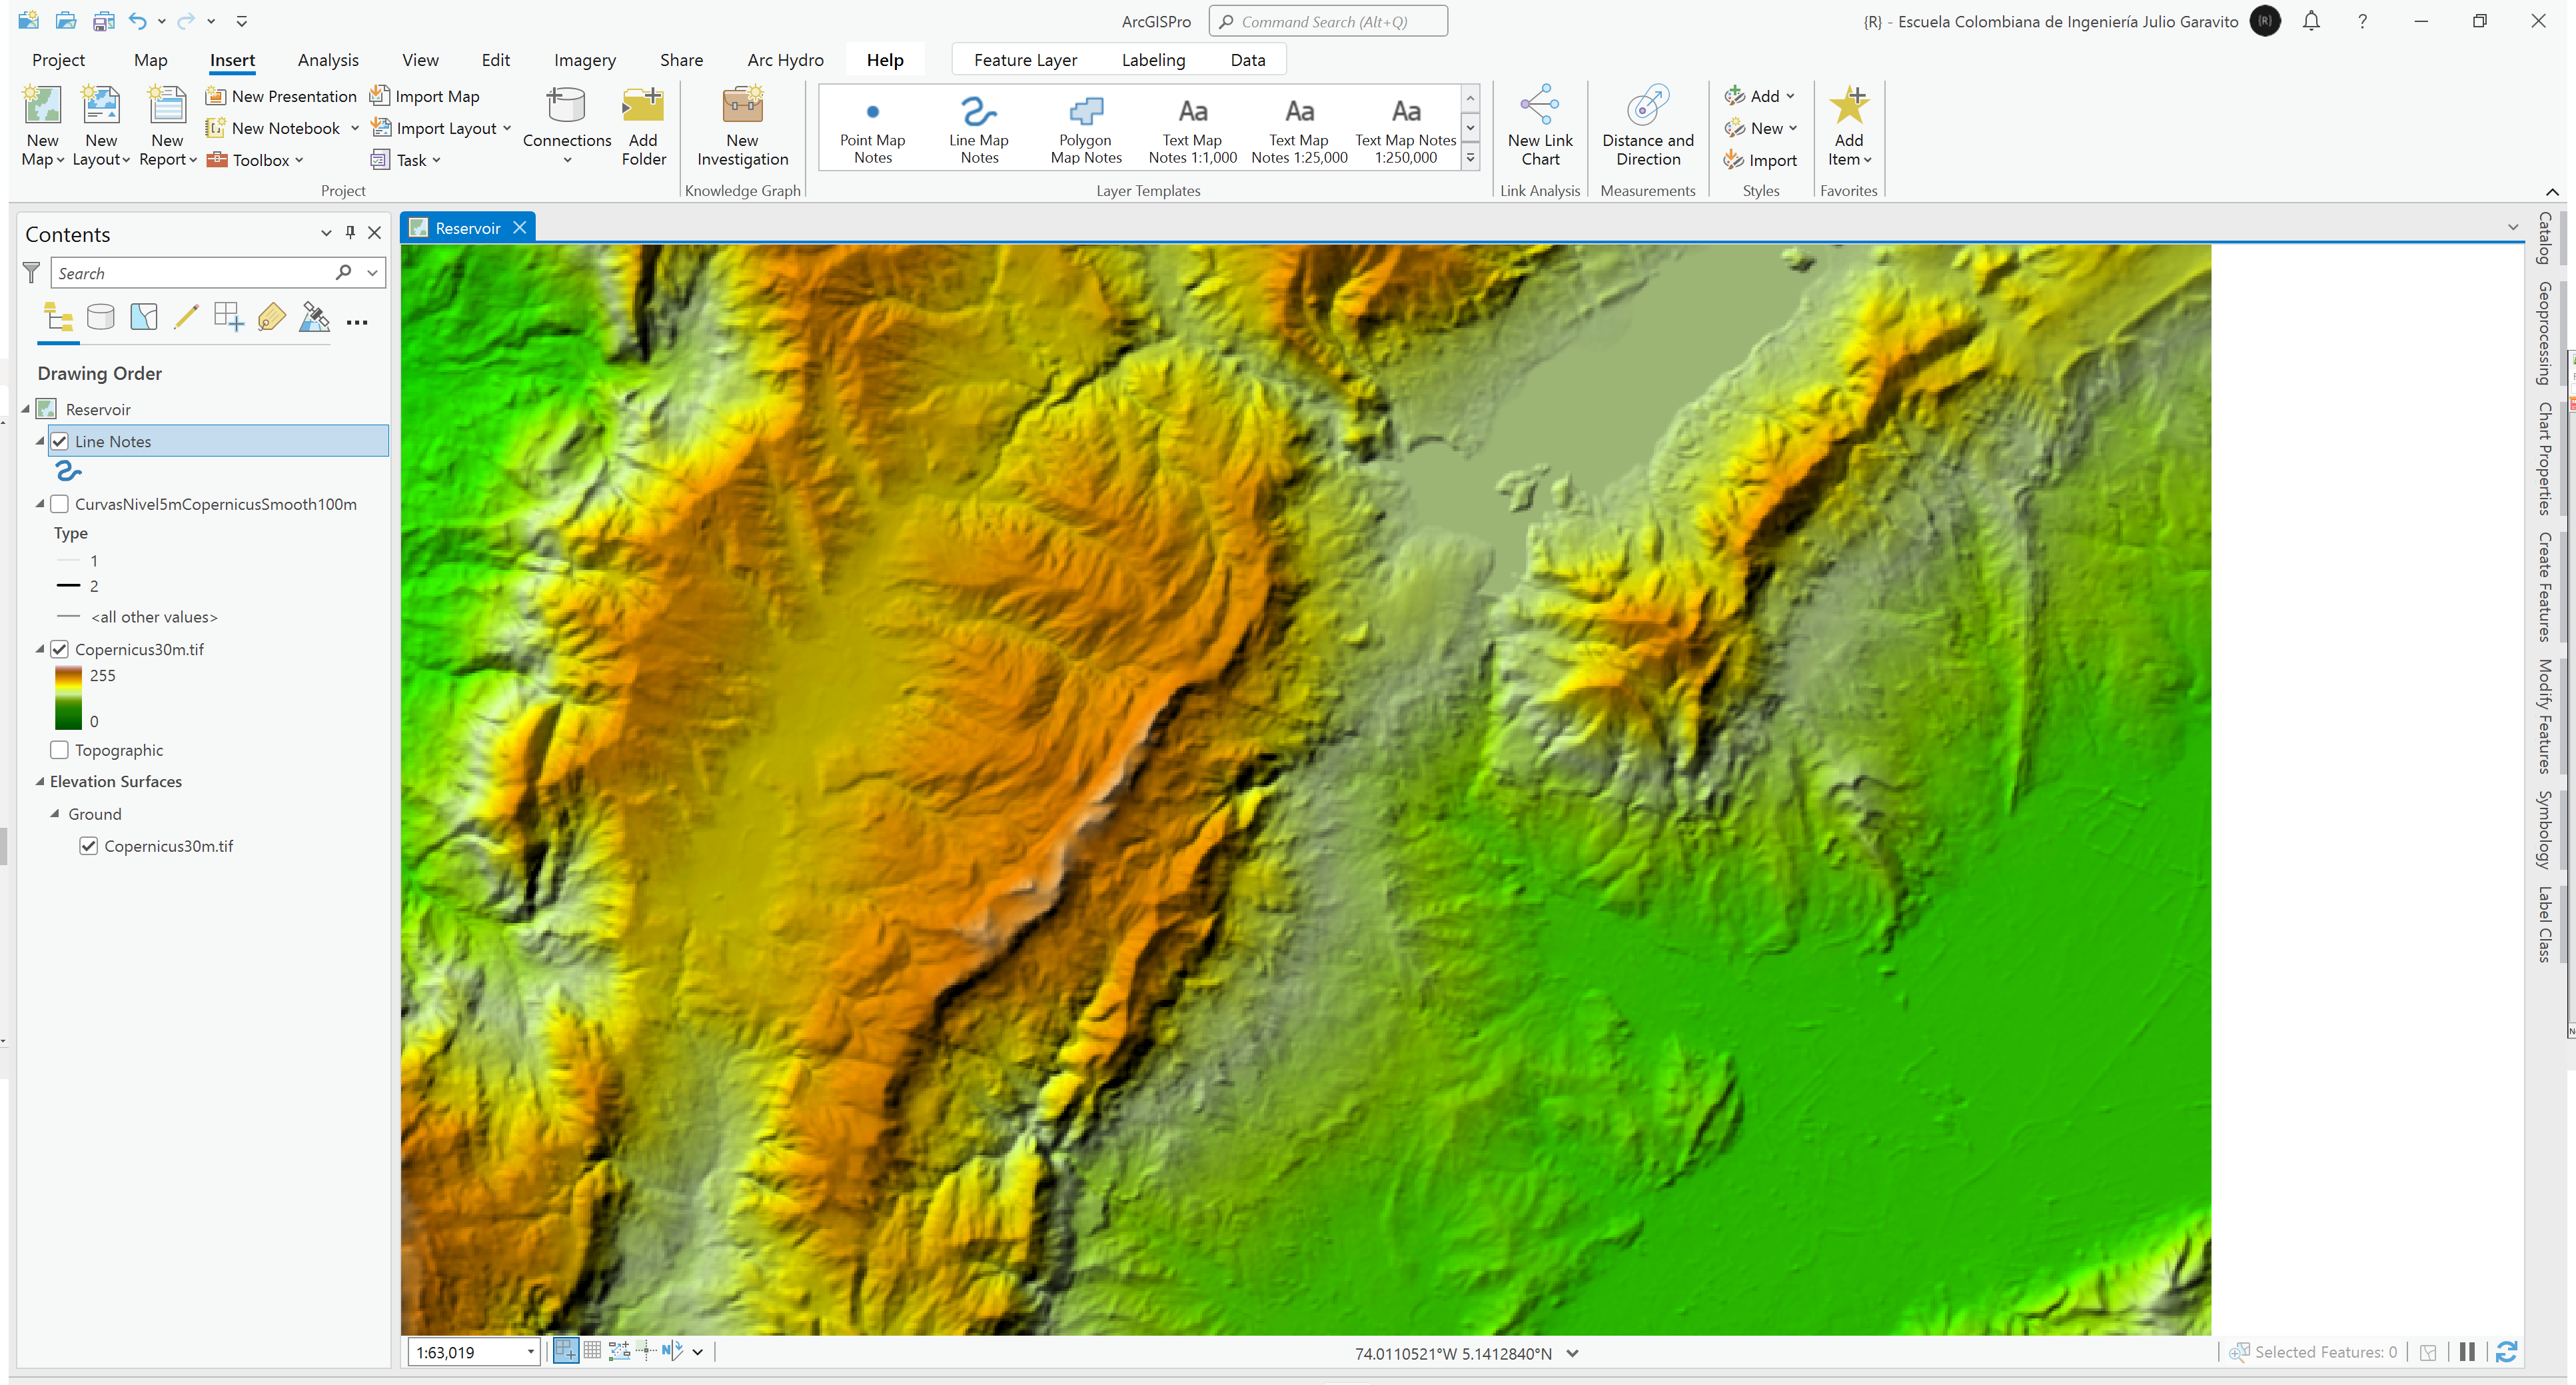 ArcGISPro
Command Search (Alt+Q)
{R} - Escuela Colombiana de Ingeniería Julio Garavito
{R}
?
Project
Map
Insert
Analysis
View
Edit
Imagery
Share
Arc Hydro
Help
Feature Layer
Labeling
Data
New Map
New Layout
New Report
New Presentation
New Notebook
Toolbox
Import Map
Import Layout
Task
Connections
Add Folder
Project
New Investigation
Knowledge Graph
Point Map Notes
Line Map Notes
Polygon Map Notes
Aa
Text Map Notes 1:1,000
Aa
Text Map Notes 1:25,000
Aa
Text Map Notes 1:250,000
Layer Templates
New Link Chart
Link Analysis
Distance and Direction
Measurements
Add
New
Import
Styles
Add Item
Favorites
Contents
Search
Drawing Order
Reservoir
Line Notes
CurvasNivel5mCopernicusSmooth100m
Type
1
2
<all other values>
Copernicus30m.tif
255
0
Topographic
Elevation Surfaces
Ground
Copernicus30m.tif
Reservoir
1:63,019
N
74.0110521°W 5.1412840°N
Selected Features: 0
Catalog
Geoprocessing
Chart Properties
Create Features
Modify Features
Symbology
Label Class